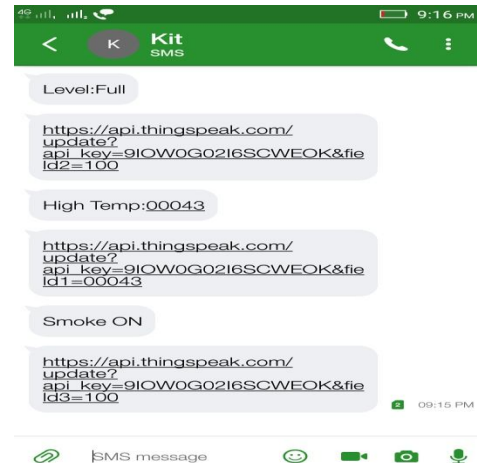 4G
9:16 PM
K
Kit
SMS
Level:Full
https://api.thingspeak.com/
update?
api_key=9IOW0G02I6SCWEOK&fie
ld2=100
High Temp:00043
https://api.thingspeak.com/
update?
api_key=9IOW0G02I6SCWEOK&fie
ld1=00043
Smoke ON
https://api.thingspeak.com/
update?
api_key=9IOW0G02I6SCWEOK&fie
ld3=100
2 09:15 PM
SMS message